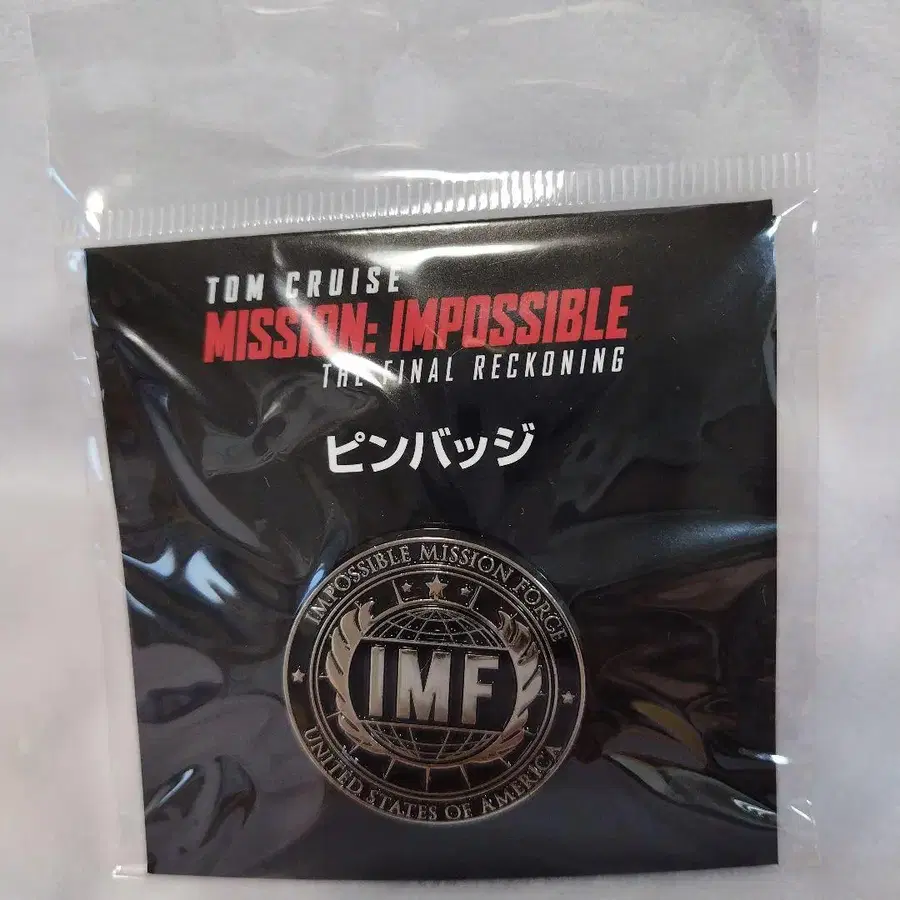 TOM CRUISE
MISSION: IMPOSSIBLE
THE FINAL RECKONING
ピンバッジ
IMPOSSIBLE MISSION FORCE
IMF
UNITED STATES OF AMERICA